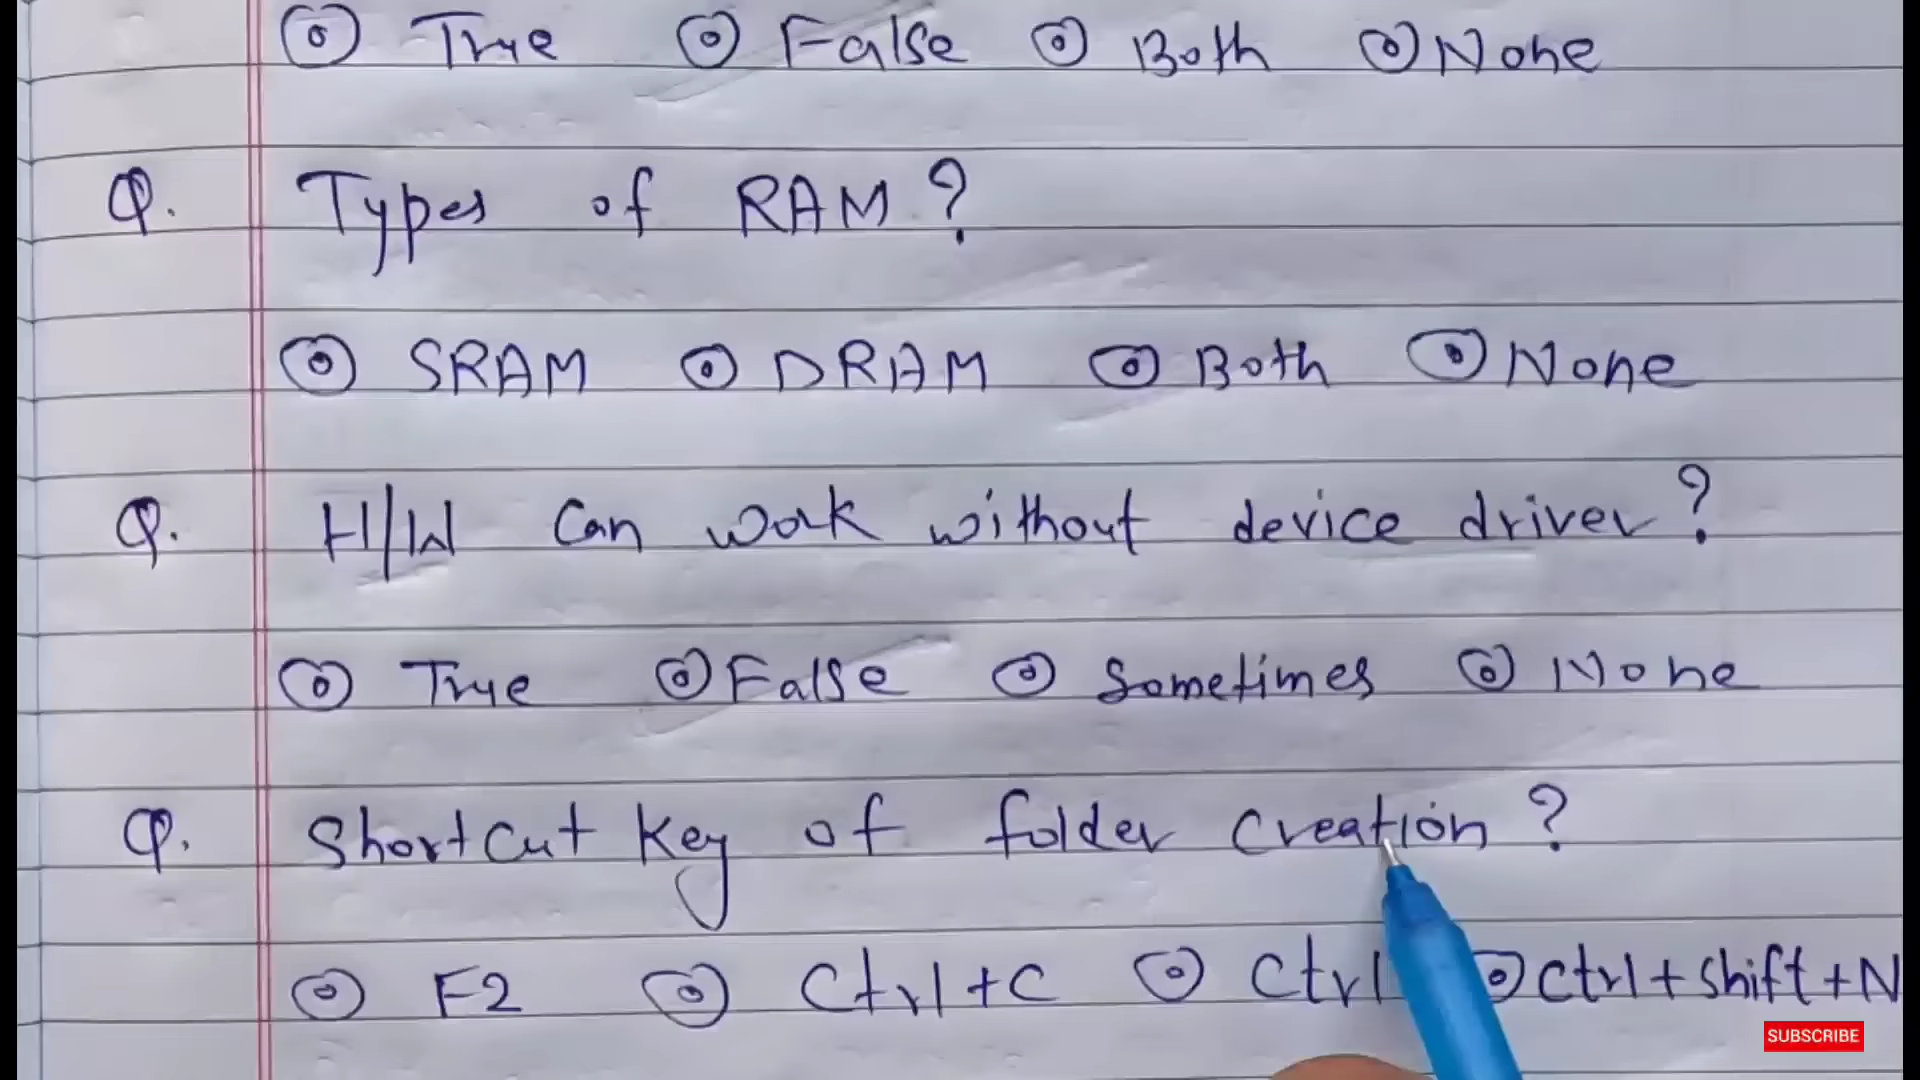 True False Both None
Q. Types of RAM?
SRAM DRAM Both None
Q. H/W Can work without device driver?
True False Sometimes None
Q. Shortcut key of folder creation?
F2 Ctrl+C Ctrl Ctrl+Shift+N
SUBSCRIBE